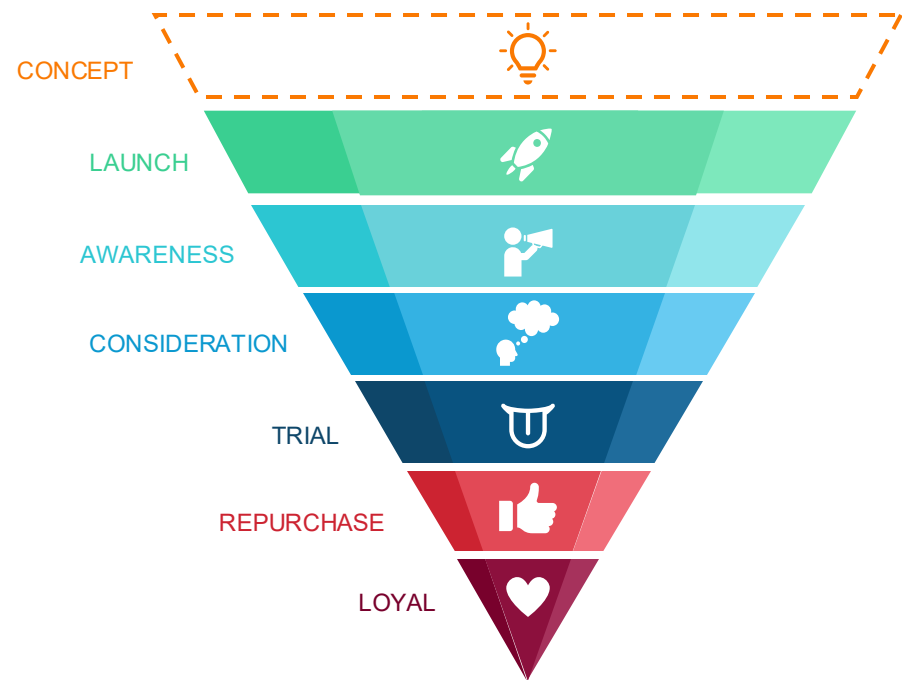 CONCEPT
LAUNCH
AWARENESS
CONSIDERATION
TRIAL
REPURCHASE
LOYAL